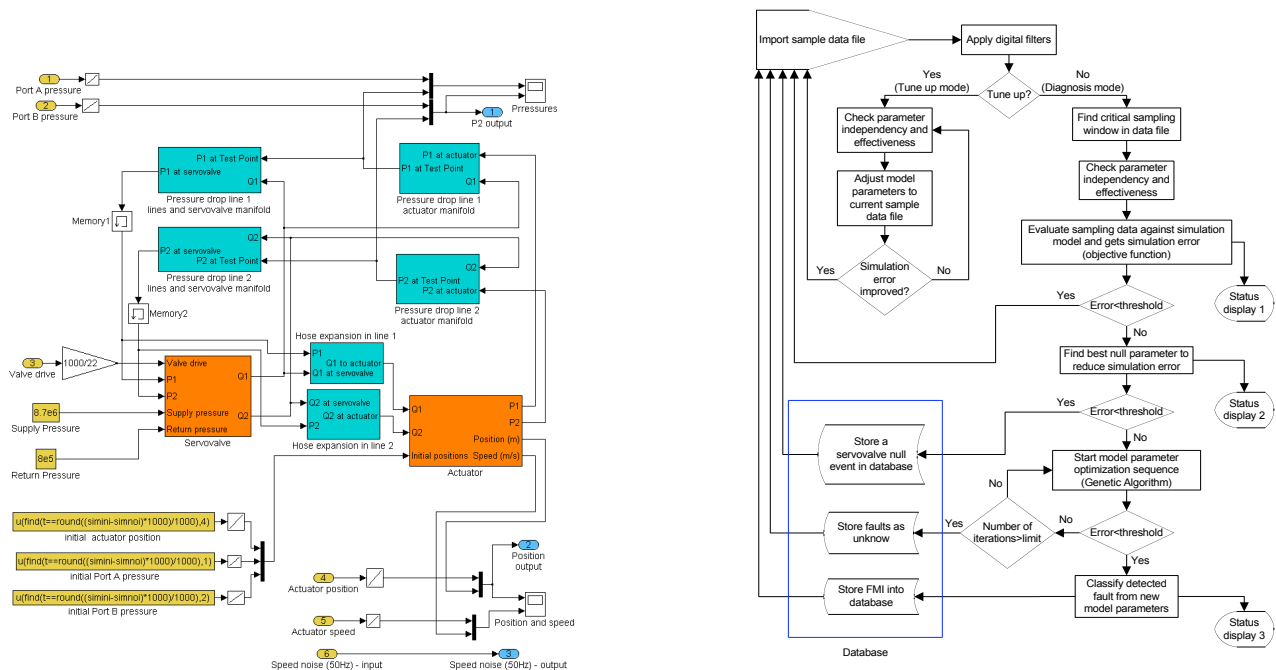 1
Port A pressure
2
Port B pressure
Prressures
1
P2 output
P1 at Test Point
P1 at servovalve
Q1
Pressure drop line 1
lines and servovalve manifold
P1 at actuator
P1 at Test Point
Q1
Pressure drop line 1
actuator manifold
Memory1
Q2
P2 at servovalve
P2 at Test Point
Pressure drop line 2
lines and servovalve manifold
Q2
P2 at Test Point
P2 at actuator
Pressure drop line 2
actuator manifold
Memory2
Hose expansion in line 1
P1
Q1 to actuator
Q1 at servovalve
3
Valve drive
1000/22
Valve drive
P1
P2
Supply pressure
Return pressure
Q1
Q2
Servovalve
8.7e6
Supply Pressure
8e5
Return Pressure
Q2 at servovalve
Q2 at actuator
P2
Hose expansion in line 2
Q1
Q2
Initial positions
P1
P2
Position (m)
Speed (m/s)
Actuator
u(find(t==round((simini-simnoi)*1000)/1000),4)
initial actuator position
u(find(t==round((simini-simnoi)*1000)/1000),1)
initial Port A pressure
u(find(t==round((simini-simnoi)*1000)/1000),2)
initial Port B pressure
2
Position
output
4
Actuator position
5
Actuator speed
Position and speed
6
Speed noise (50Hz) - input
3
Speed noise (50Hz) - output
Import sample data file
Apply digital filters
Tune up?
Yes
(Tune up mode)
No
(Diagnosis mode)
Check parameter
independency and
effectiveness
Adjust model
parameters to
current sample
data file
Simulation
error
improved?
Yes
No
Find critical sampling
window in data file
Check parameter
independency and
effectiveness
Evaluate sampling data against simulation
model and gets simulation error
(objective function)
Status
display 1
Error<threshold
Yes
No
Find best null parameter to
reduce simulation error
Status
display 2
Error<threshold
Yes
No
Store a
servovalve null
event in database
Start model parameter
optimization sequence
(Genetic Algorithm)
No
Number of
iterations>limit
Yes
No
Error<threshold
Yes
Store faults as
unknow
Store FMI into
database
Classify detected
fault from new
model parameters
Status
display 3
Database